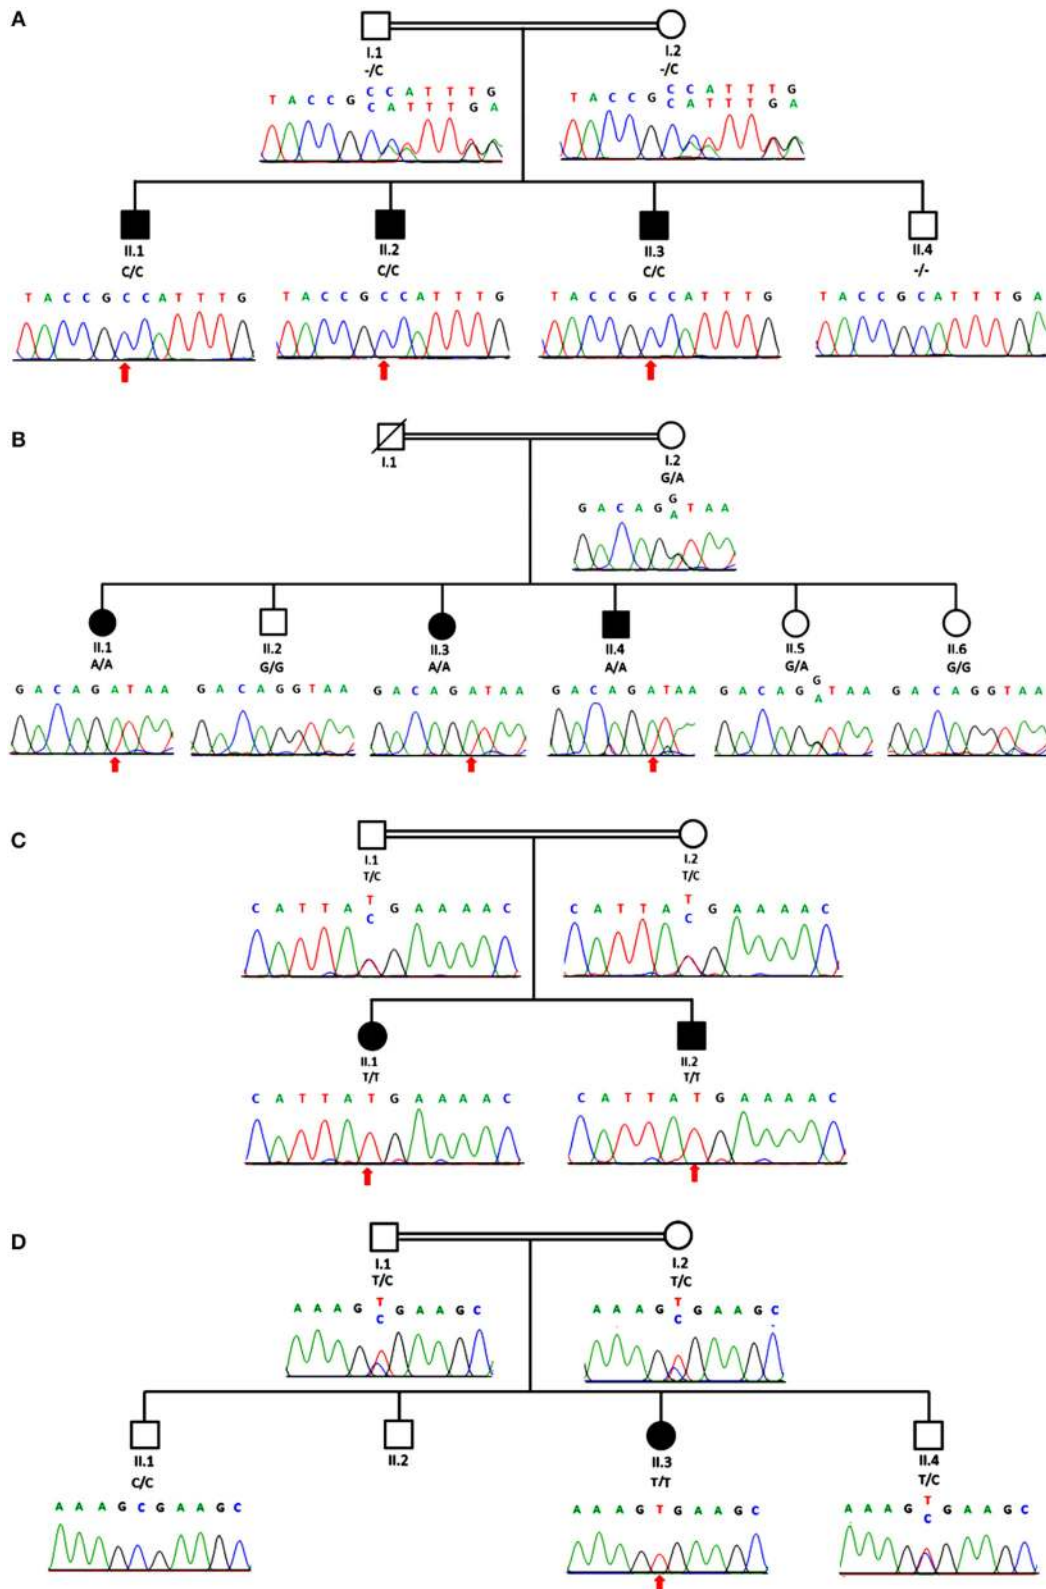 A
I.1
-/C
I.2
-/C
T A C C G C C A T T T G
C A T T T G A
T A C C G C C A T T T G
C A T T T G A
II.1
C/C
II.2
C/C
II.3
C/C
II.4
-/-
T A C C G C C A T T T G
T A C C G C C A T T T G
T A C C G C C A T T T G
T A C C G C A T T T G A
B
I.1
I.2
G/A
G A C A G G T A A
A
II.1
A/A
II.2
G/G
II.3
A/A
II.4
A/A
II.5
G/A
II.6
G/G
G A C A G A T A A
G A C A G G T A A
G A C A G A T A A
G A C A G A T A A
G A C A G G T A A
A
G A C A G G T A A
C
I.1
T/C
I.2
T/C
C A T T A T G A A A A C
C
C A T T A T G A A A A C
C
II.1
T/T
II.2
T/T
C A T T A T G A A A A C
C A T T A T G A A A A C
D
I.1
T/C
I.2
T/C
A A A G T G A A G C
C
A A A G T G A A G C
C
II.1
C/C
II.2
II.3
T/T
II.4
T/C
A A A G C G A A G C
A A A G T G A A G C
A A A G T G A A G C
C